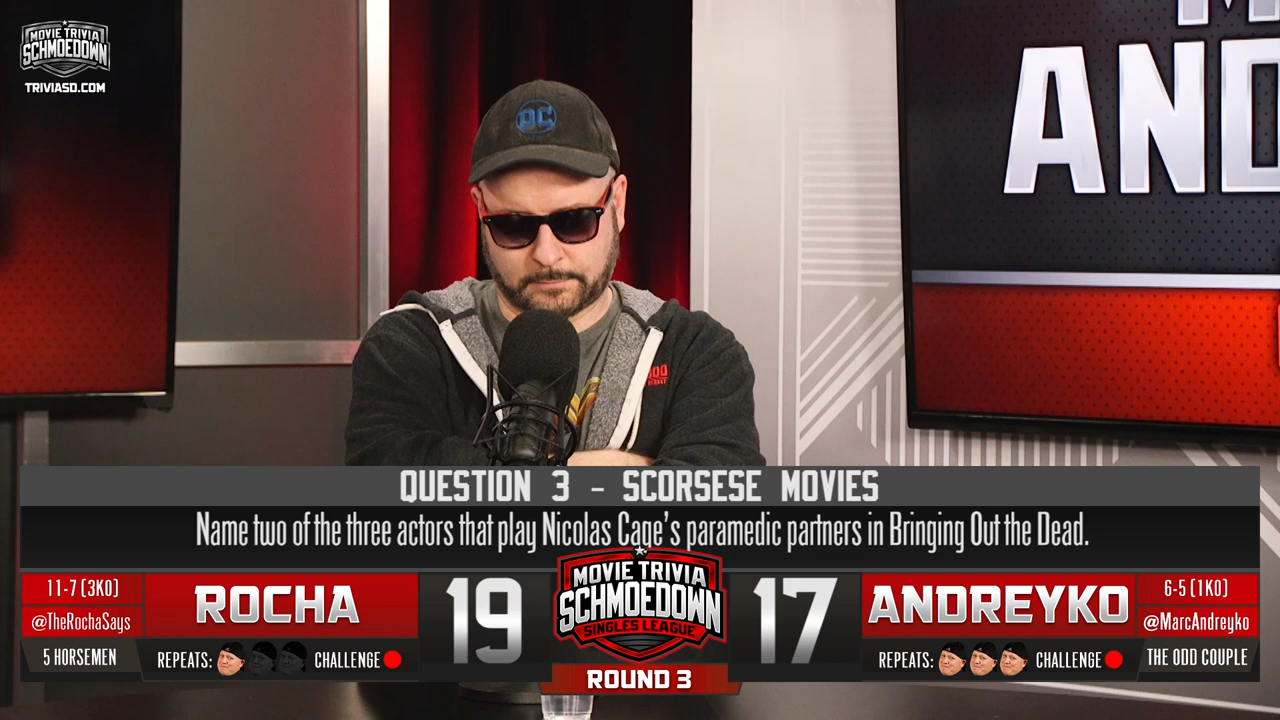 MOVIE TRIVIA
SCHMOEDOWN
TRIVIASD.COM
DC
AND
QUESTION 3 - SCORSESE MOVIES
Name two of the three actors that play Nicolas Cage's paramedic partners in Bringing Out the Dead.
11-7 (3KO)
@TheRochaSays
5 HORSEMEN
ROCHA
REPEATS:
CHALLENGE
19
MOVIE TRIVIA
SCHMOEDOWN
SINGLES LEAGUE
ROUND 3
17
ANDREYKO
REPEATS:
CHALLENGE
6-5 (1KO)
@MarcAndreyko
THE ODD COUPLE